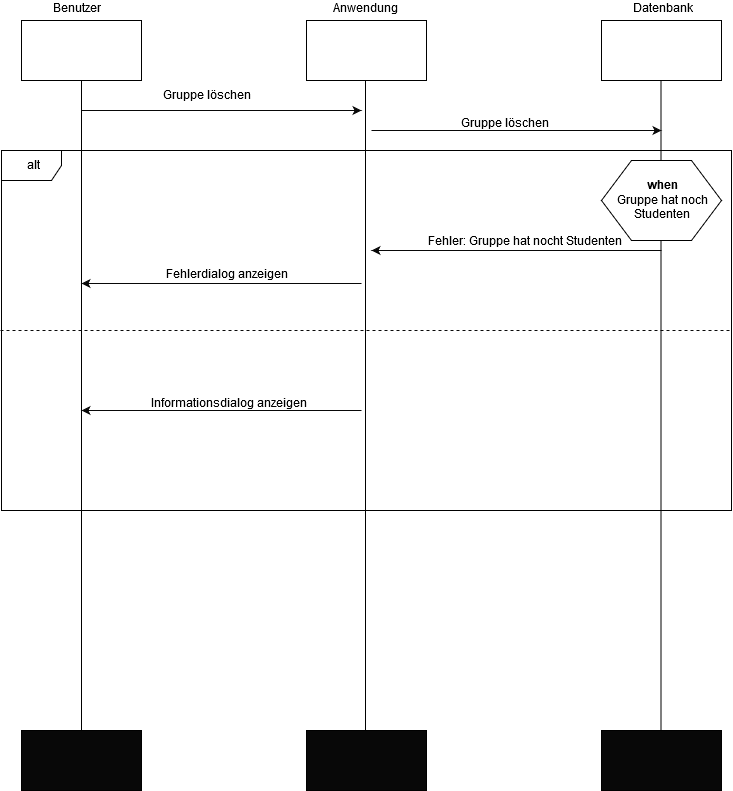 Benutzer
Anwendung
Datenbank
Gruppe löschen
Gruppe löschen
alt
when
Gruppe hat noch
Studenten
Fehler: Gruppe hat nocht Studenten
Fehlerdialog anzeigen
Informationsdialog anzeigen